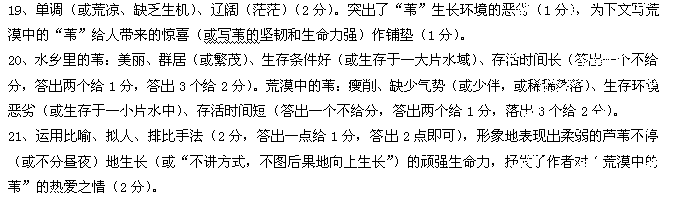 19、单调（或荒凉、缺乏生机）、辽阔（茫茫）（2 分）。突出了“苇”生长环境的恶劣（1 分），为下文写荒
漠中的“苇”给人带来的惊喜（或写苇的坚韧和生命力强）作铺垫（1 分）。
20、水乡里的苇：美丽、群居（或繁茂）、生存条件好（或生存于一大片水域）、存活时间长（答出一个不给
分，答出两个给 1 分，答出 3 个给 2 分）。荒漠中的苇：瘦削、缺少气势（或少伴，或稀稀落落）、生存环境
恶劣（或生存于一小片水中）、存活时间短（答出一个不给分，答出两个给 1 分，落出 3 个给 2 分）。
21、运用比喻、拟人、排比手法（2 分，答出一点给 1 分，答出 2 点即可），形象地表现出柔弱的芦苇不停
（或不分昼夜）地生长（或“不讲方式，不图后果地向上生长”）的顽强生命力，抒发了作者对“荒漠中的
苇”的热爱之情（2 分）。